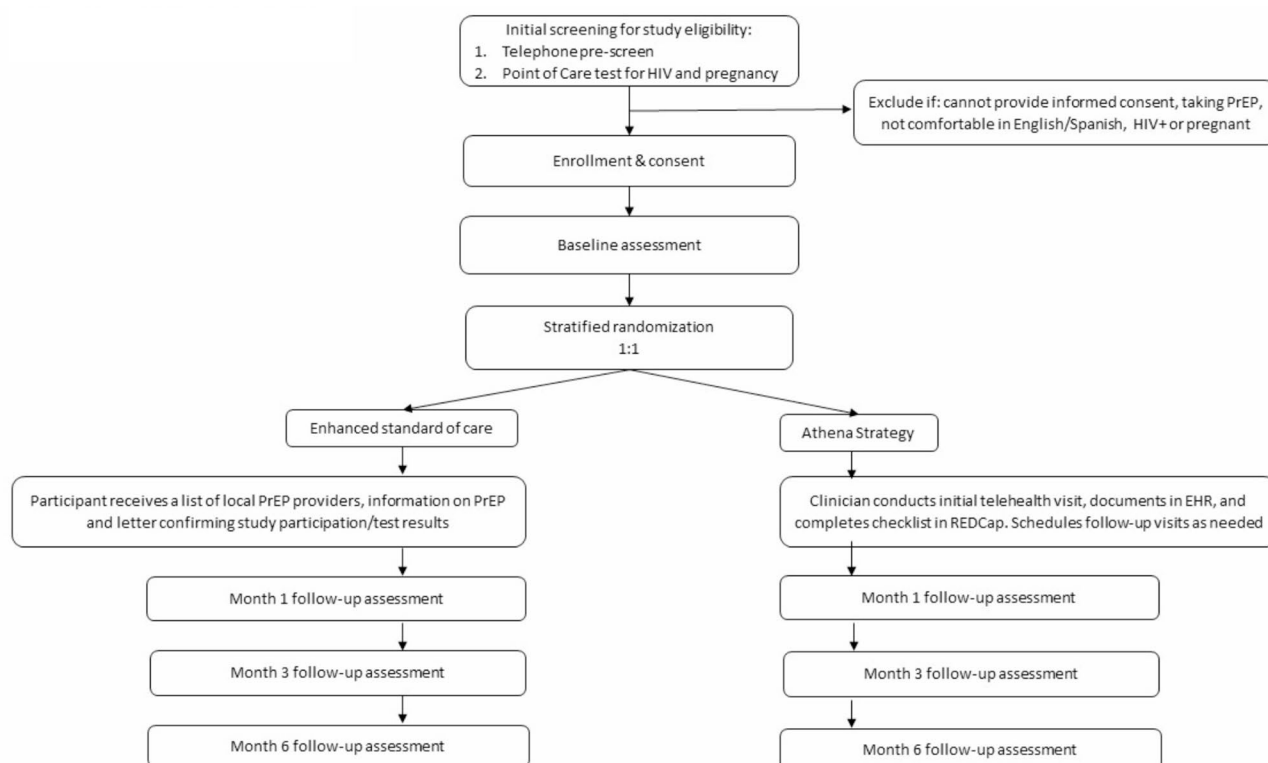 Initial screening for study eligibility:
1. Telephone pre-screen
2. Point of Care test for HIV and pregnancy
Exclude if: cannot provide informed consent, taking PrEP,
not comfortable in English/Spanish, HIV+ or pregnant
Enrollment & consent
Baseline assessment
Stratified randomization
1:1
Enhanced standard of care
Athena Strategy
Participant receives a list of local PrEP providers, information on PrEP
and letter confirming study participation/test results
Clinician conducts initial telehealth visit, documents in EHR, and
completes checklist in REDCap. Schedules follow-up visits as needed
Month 1 follow-up assessment
Month 1 follow-up assessment
Month 3 follow-up assessment
Month 3 follow-up assessment
Month 6 follow-up assessment
Month 6 follow-up assessment